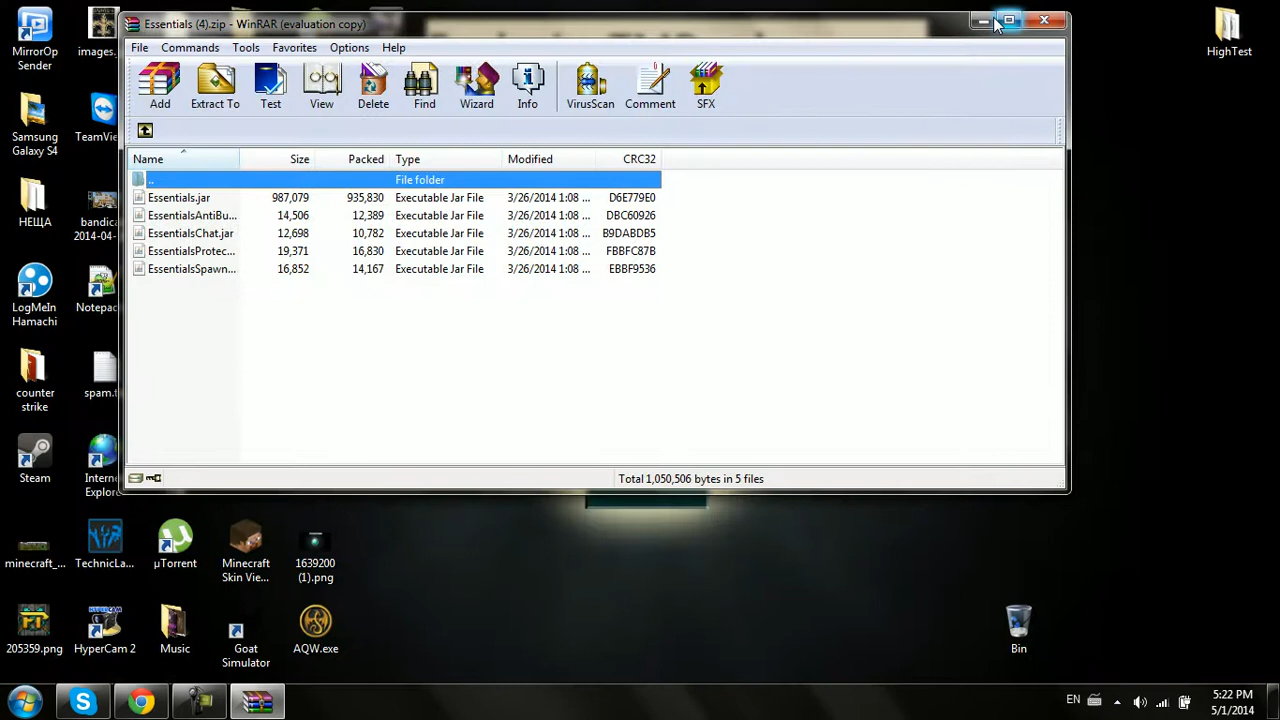 Essentials (4).zip - WinRAR (evaluation copy)
File Commands Tools Favorites Options Help
Add Extract To Test View Delete Find Wizard Info VirusScan Comment SFX
Name Size Packed Type Modified CRC32
.. File folder
Essentials.jar 987,079 935,830 Executable Jar File 3/26/2014 1:08 ... D6E779E0
EssentialsAntiBu... 14,506 12,389 Executable Jar File 3/26/2014 1:08 ... DBC60926
EssentialsChat.jar 12,698 10,782 Executable Jar File 3/26/2014 1:08 ... B9DABDB5
EssentialsProtec... 19,371 16,830 Executable Jar File 3/26/2014 1:08 ... FBBFC87B
EssentialsSpawn... 16,852 14,167 Executable Jar File 3/26/2014 1:08 ... EBBF9536
Total 1,050,506 bytes in 5 files
MirrorOp
Sender
images.
HighTest
Samsung
Galaxy S4
TeamVie
НЕЩА
bandica
2014-04-
LogMeIn
Hamachi
Notepa
counter
strike
spam.t
Steam
Intern
Explore
minecraft_...
TechnicLa...
µTorrent
Minecraft
Skin Vie...
1639200
(1).png
205359.png
HyperCam 2
Music
Goat
Simulator
AQW.exe
Bin
EN
5:22 PM
5/1/2014